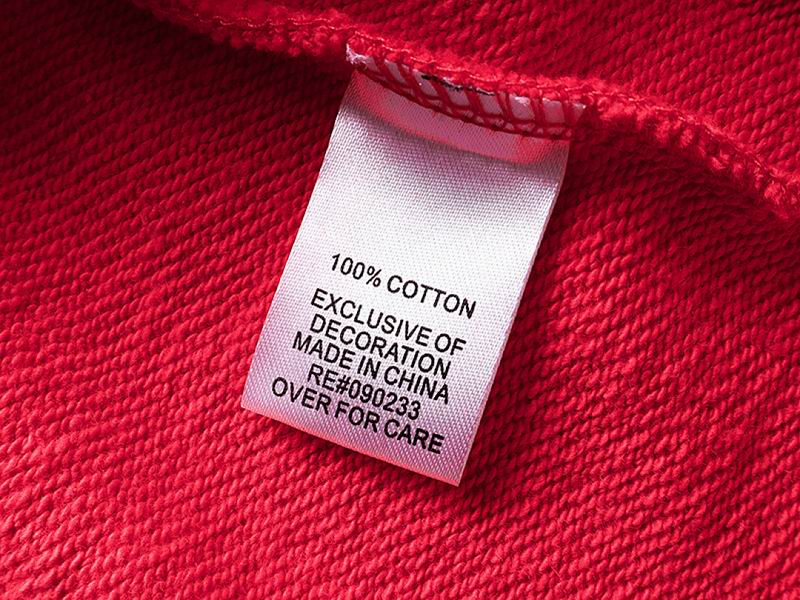 100% COTTON
EXCLUSIVE OF
DECORATION
MADE IN CHINA
RE#090233
OVER FOR CARE